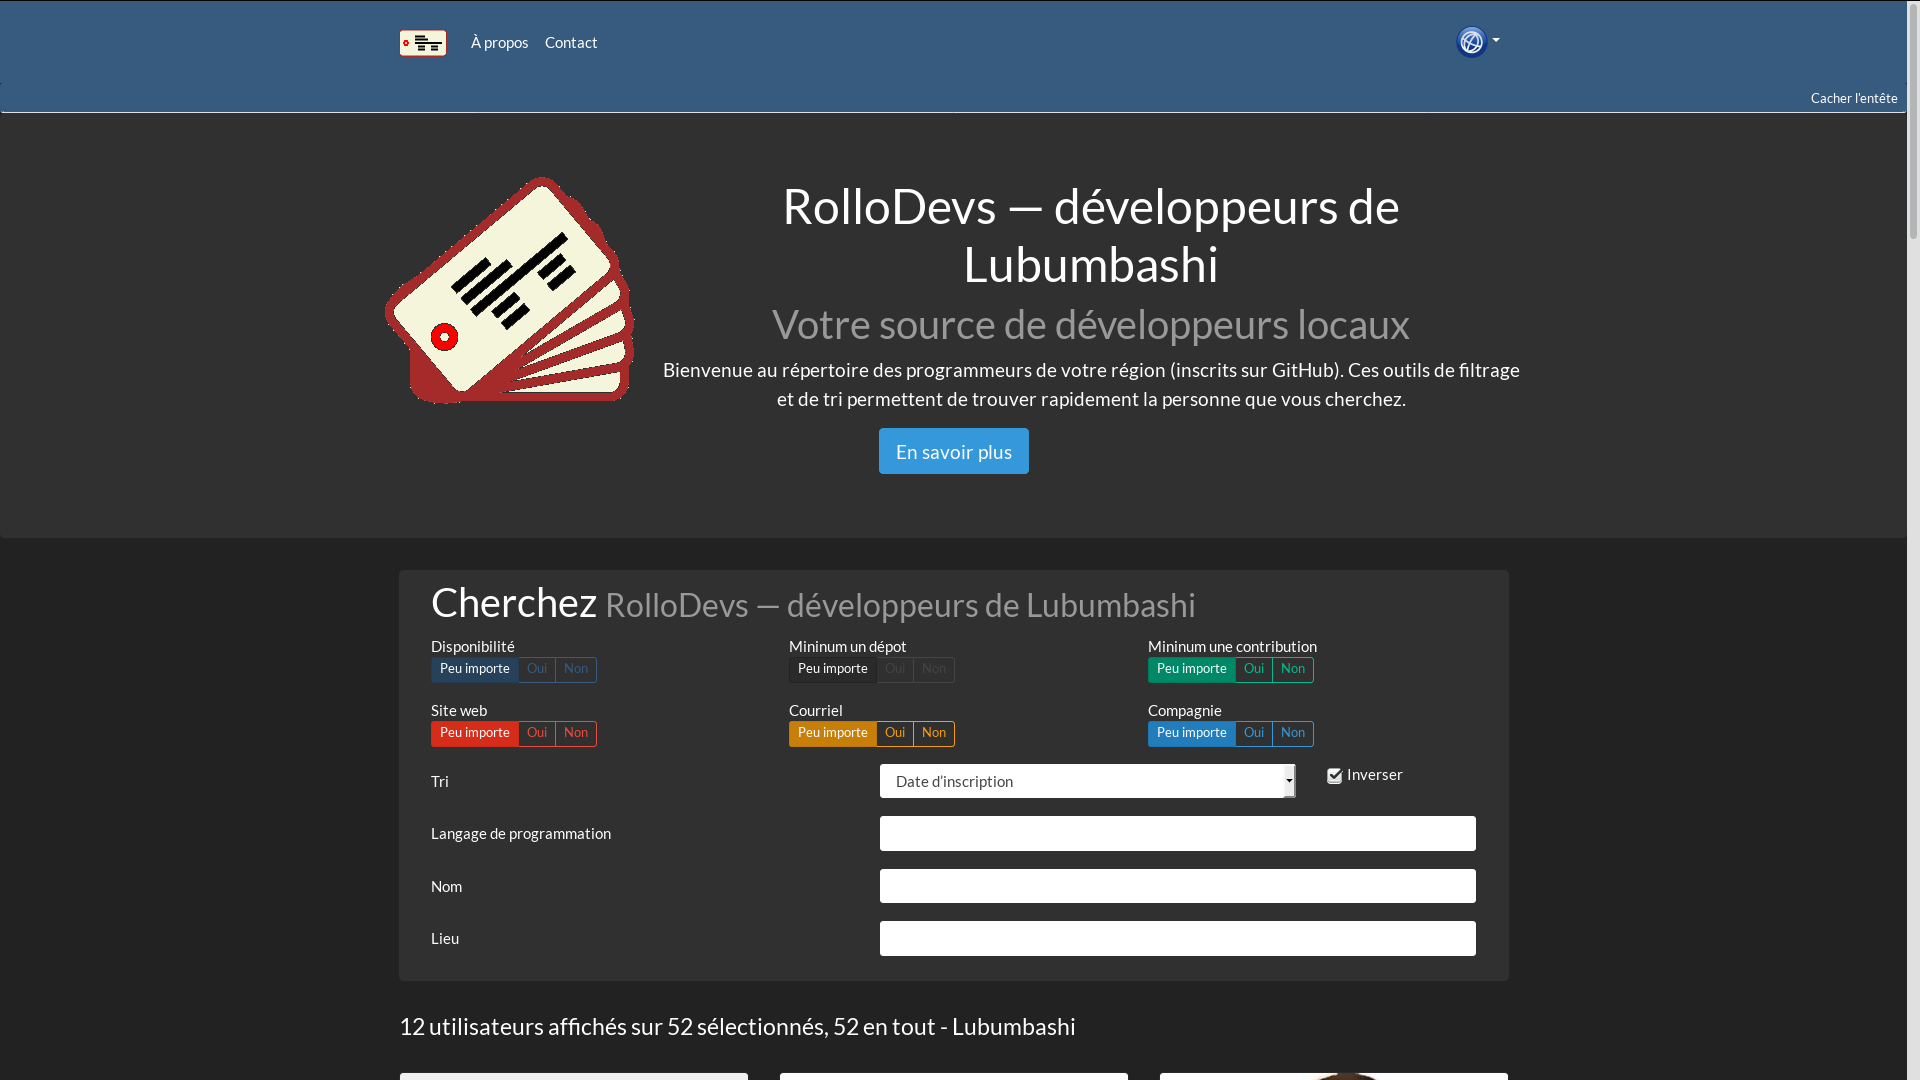 À propos
Contact
Cacher l'entête
RolloDevs — développeurs de
Lubumbashi
Votre source de développeurs locaux
Bienvenue au répertoire des programmeurs de votre région (inscrits sur GitHub). Ces outils de filtrage
et de tri permettent de trouver rapidement la personne que vous cherchez.
En savoir plus
Cherchez RolloDevs — développeurs de Lubumbashi
Disponibilité
Peu importe Oui Non
Mininum un dépot
Peu importe Oui Non
Mininum une contribution
Peu importe Oui Non
Site web
Peu importe Oui Non
Courriel
Peu importe Oui Non
Compagnie
Peu importe Oui Non
Tri
Date d’inscription
Inverser
Langage de programmation
Nom
Lieu
12 utilisateurs affichés sur 52 sélectionnés, 52 en tout - Lubumbashi